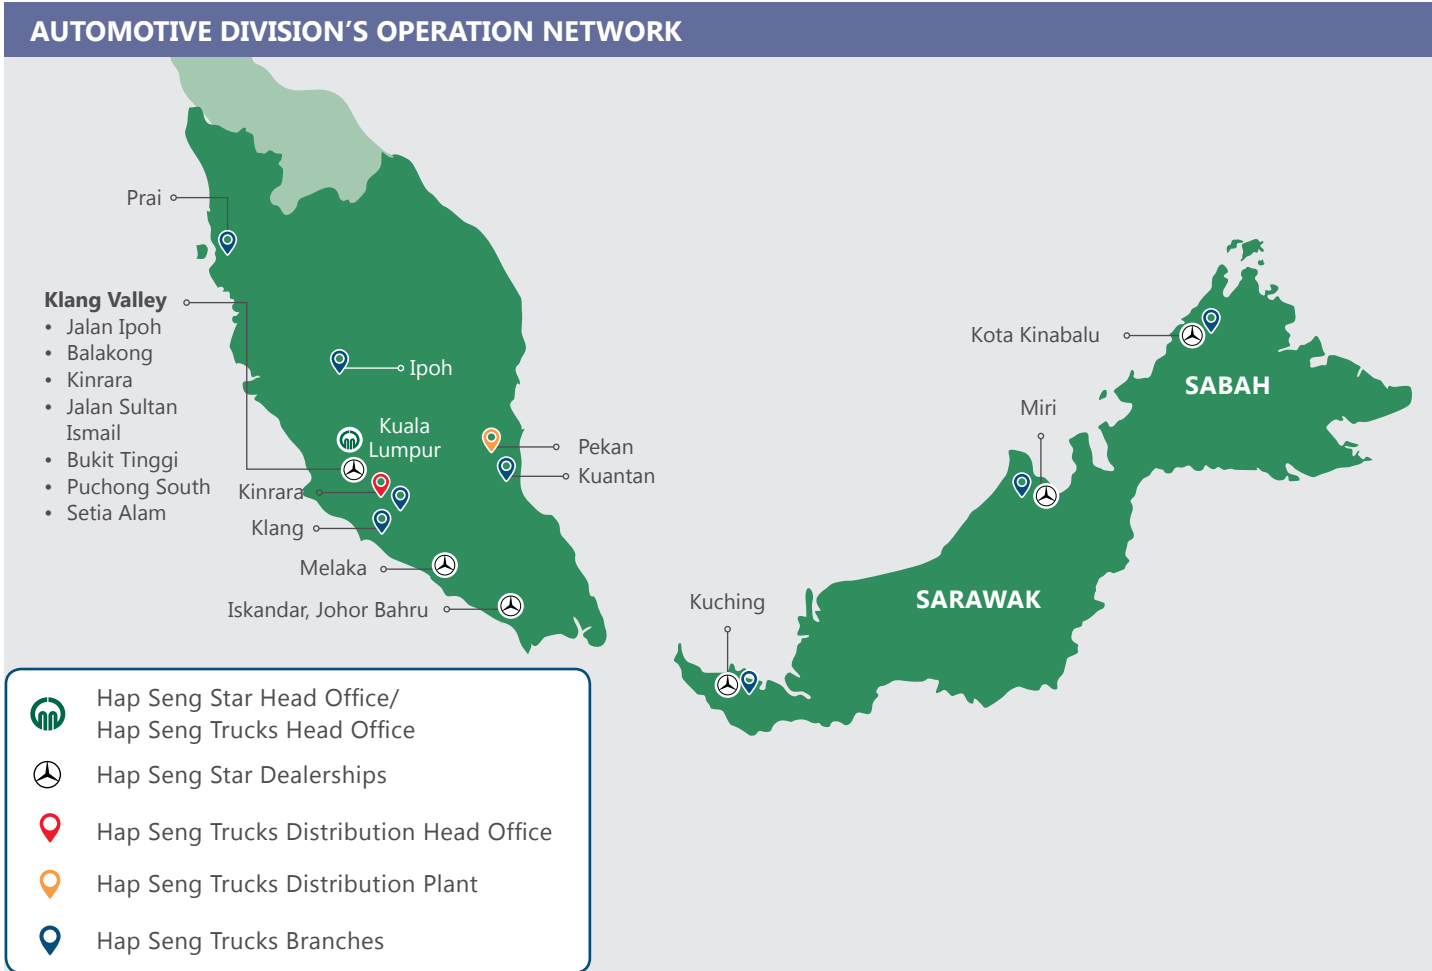 AUTOMOTIVE DIVISION'S OPERATION NETWORK
Prai
Klang Valley
• Jalan Ipoh
• Balakong
• Kinrara
• Jalan Sultan
Ismail
• Bukit Tinggi
• Puchong South
• Setia Alam
Ipoh
Kuala
Lumpur
Pekan
Kuantan
Kinrara
Klang
Melaka
Iskandar, Johor Bahru
Kota Kinabalu
SABAH
Miri
SARAWAK
Kuching
Hap Seng Star Head Office/
Hap Seng Trucks Head Office
Hap Seng Star Dealerships
Hap Seng Trucks Distribution Head Office
Hap Seng Trucks Distribution Plant
Hap Seng Trucks Branches